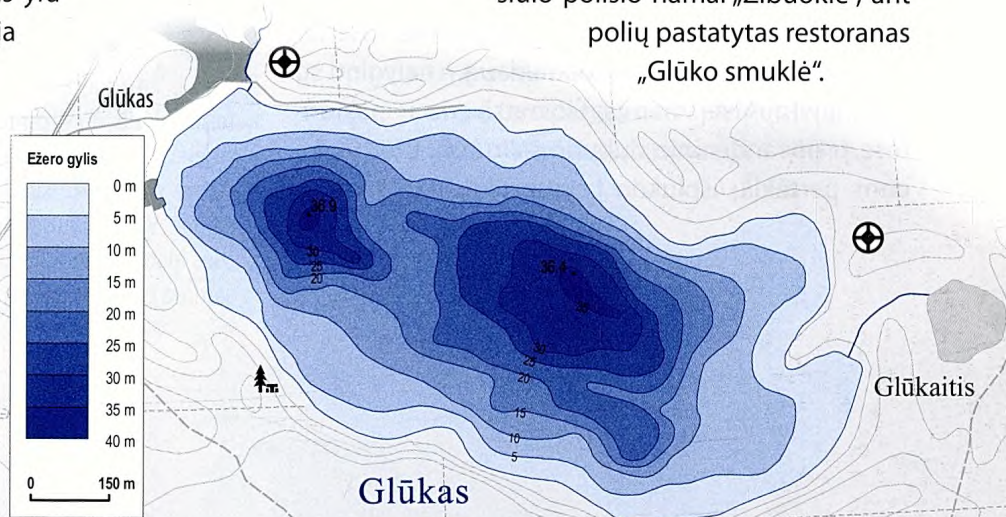 polių pastatytas restoranas
„Glūko smuklė“.
Glūkas
Ežero gylis
0 m
5 m
10 m
15 m
20 m
25 m
30 m
35 m
40 m
0 150 m
36.9
30
25
20
36.4
35
30
25
20
15
10
5
Glūkaitis
Glūkas